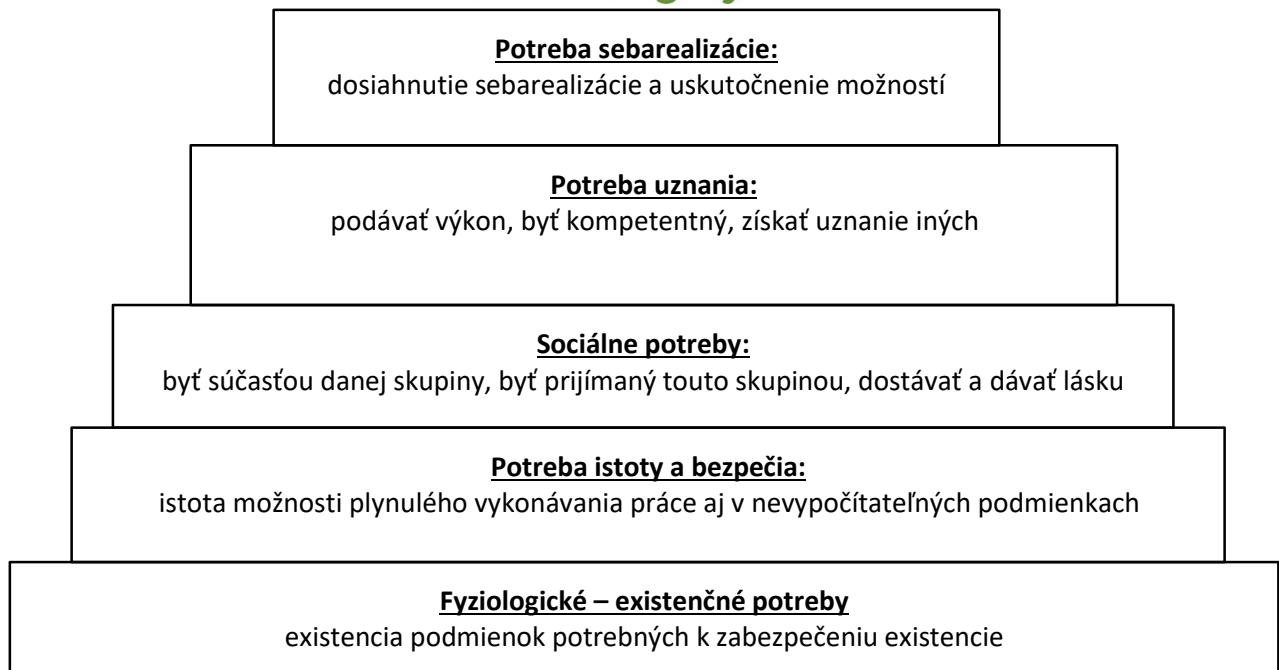 Potreba sebarealizácie:
dosiahnutie sebarealizácie a uskutočnenie možností
Potreba uznania:
podávať výkon, byť kompetentný, získať uznanie iných
Sociálne potreby:
byť súčasťou danej skupiny, byť prijímaný touto skupinou, dostávať a dávať lásku
Potreba istoty a bezpečia:
istota možnosti plynulého vykonávania práce aj v nevypočítateľných podmienkach
Fyziologické – existenčné potreby
existencia podmienok potrebných k zabezpečeniu existencie